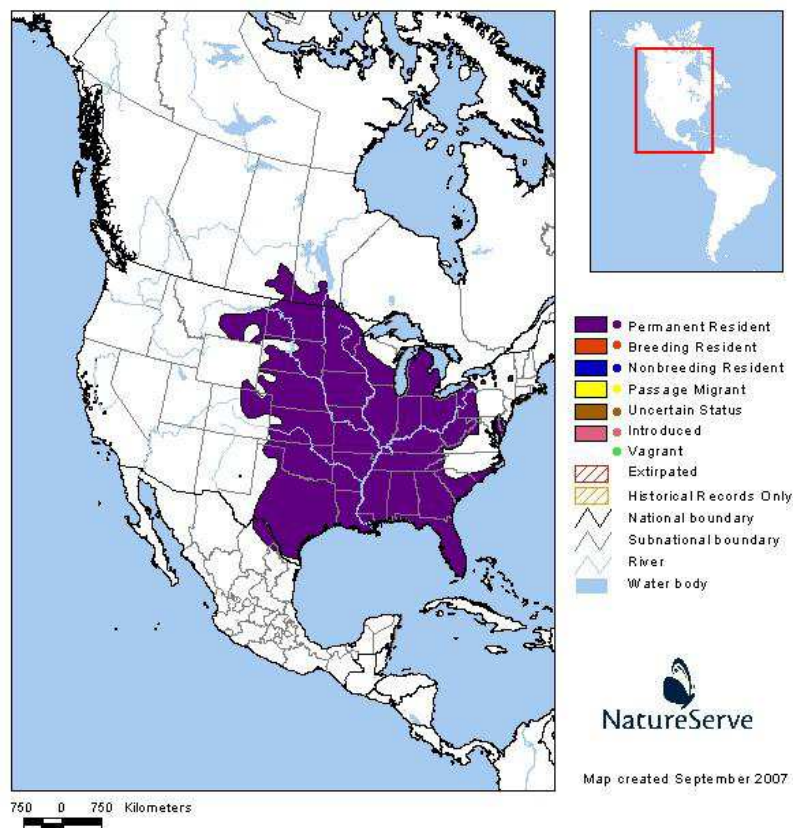 Permanent Resident
Breeding Resident
Nonbreeding Resident
Passage Migrant
Uncertain Status
Introduced
Vagrant
Extirpated
Historical Records Only
National boundary
Subnational boundary
River
Water body
NatureServe
Map created September 2007
750 0 750 Kilometers